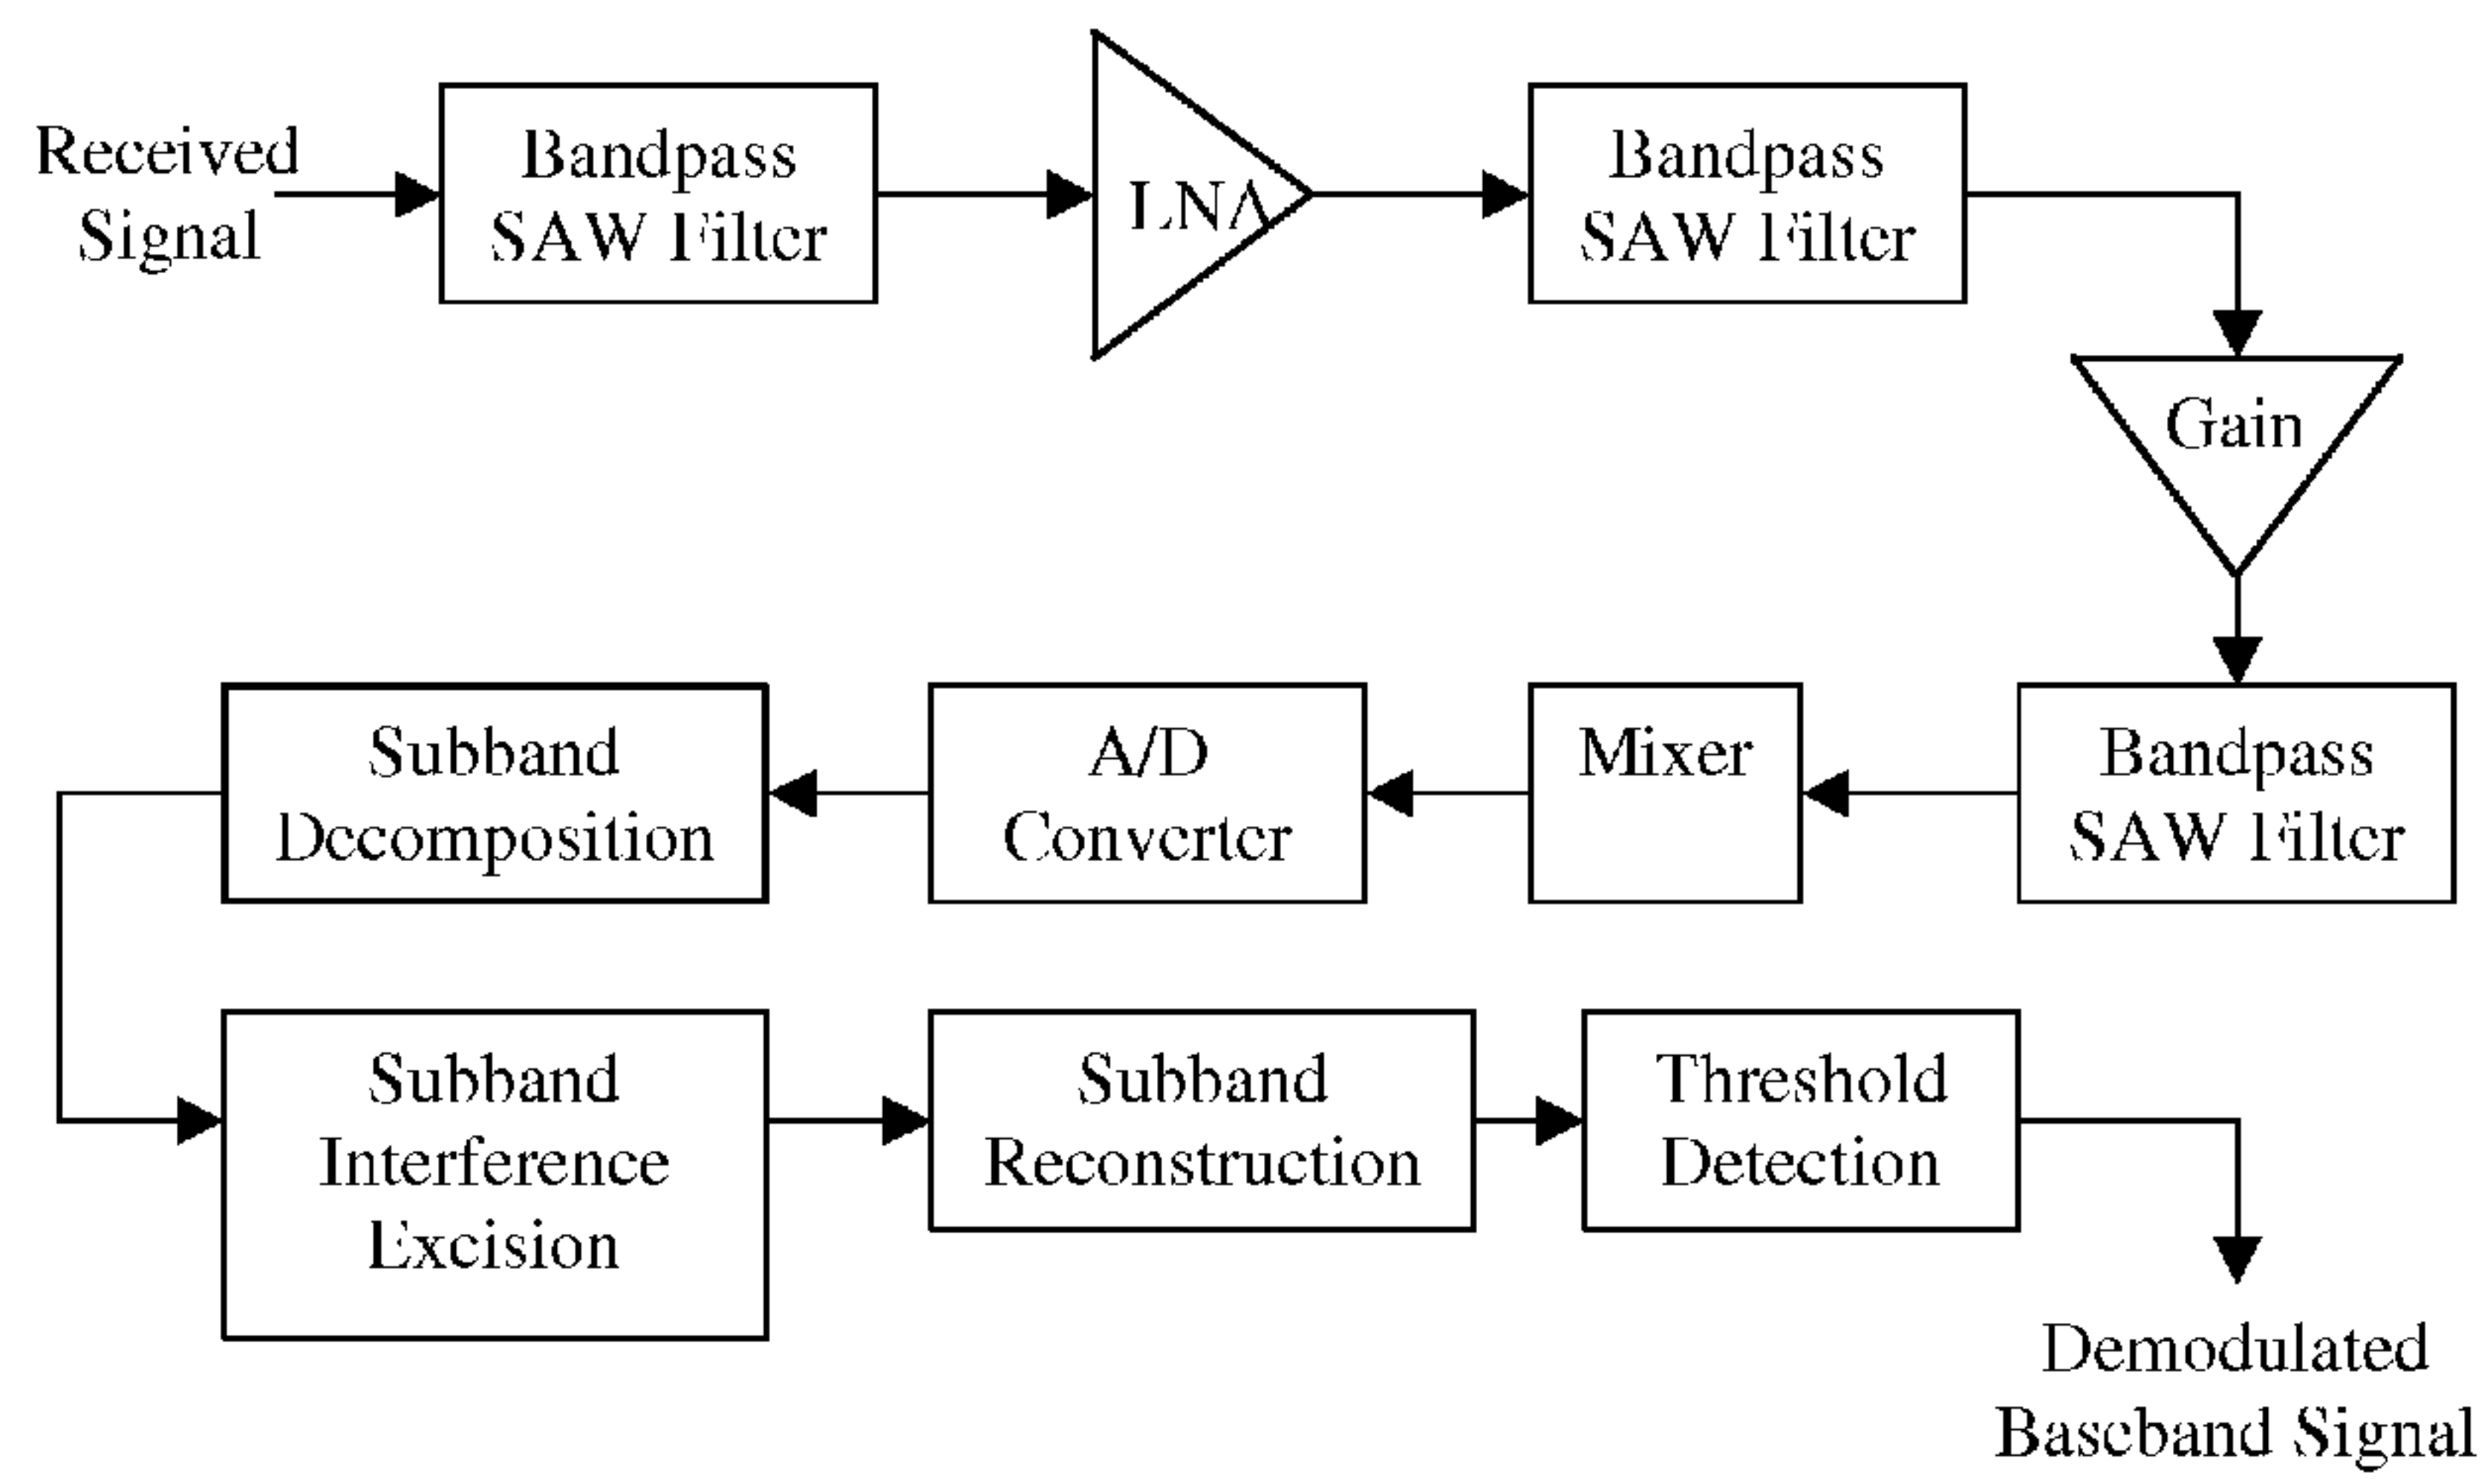 Received
Signal
Bandpass
SAW Filter
LNA
Bandpass
SAW Filter
Gain
Subband
Decomposition
A/D
Converter
Mixer
Bandpass
SAW Filter
Subband
Interference
Excision
Subband
Reconstruction
Threshold
Detection
Demodulated
Baseband Signal